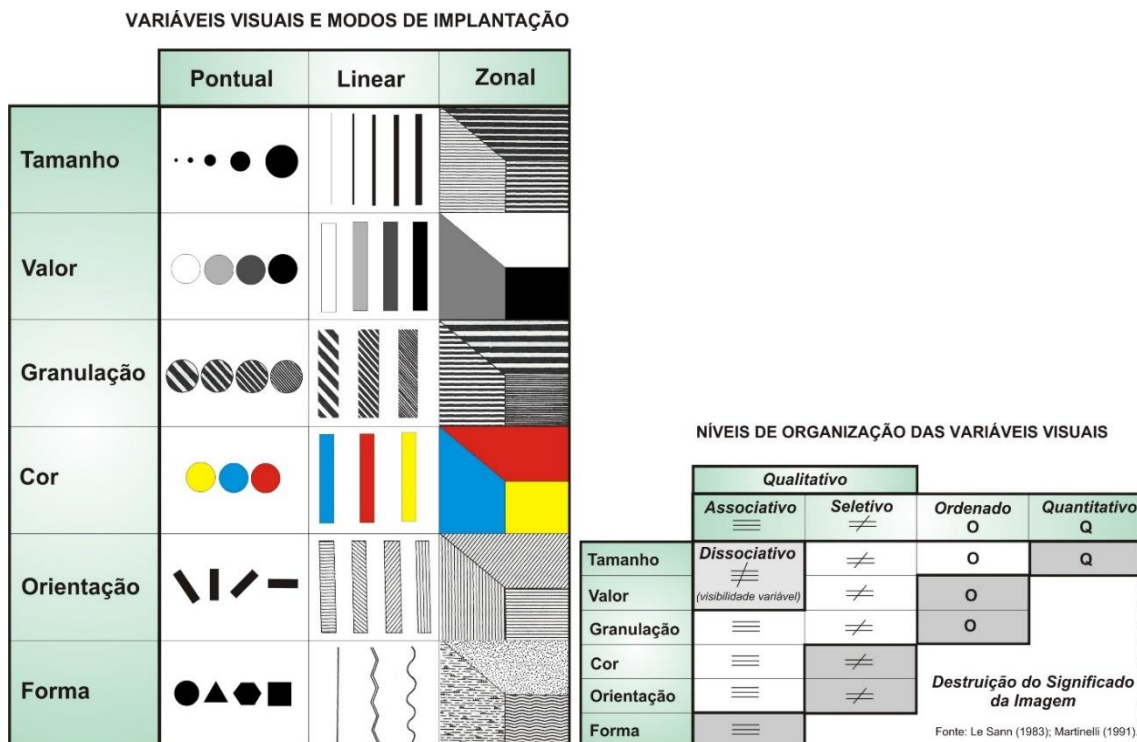 VARIÁVEIS VISUAIS E MODOS DE IMPLANTAÇÃO
Pontual Linear Zonal
Tamanho
Valor
Granulação
Cor
Orientação
Forma
NÍVEIS DE ORGANIZAÇÃO DAS VARIÁVEIS VISUAIS
Qualitativo
Associativo Seletivo Ordenado Quantitativo
O Q
Tamanho Dissociativo O Q
Valor (visibilidade variável) O
Granulação O
Cor
Orientação
Forma
Destruição do Significado
da Imagem
Fonte: Le Sann (1983); Martinelli (1991)